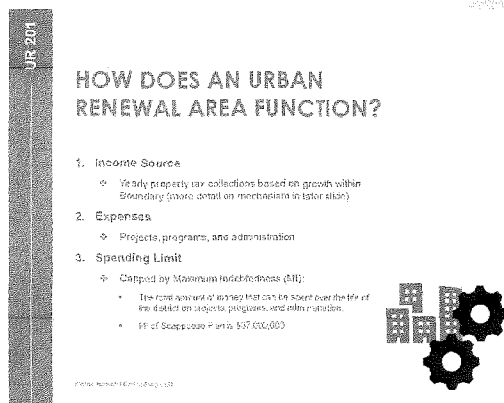 UR 201
HOW DOES AN URBAN
RENEWAL AREA FUNCTION?
1. Income Source
Yearly property tax collections based on growth within
Boundary (more detail on mechanism in later slide)
2. Expenses
Projects, programs, and administration
3. Spending Limit
Capped by Maximum Indebtedness (MI):
The total amount of money that can be spent over the life of
the district on projects, programs, and administration.
MI of Scappoose Plan is